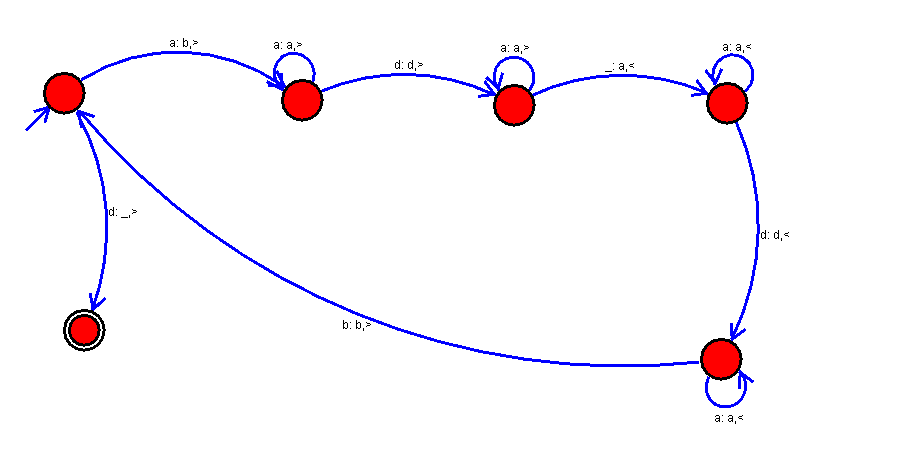 a: b,>
a: a,>
d: d,>
a: a,>
_: a,<
a: a,<
d: _,>
d: d,<
b: b,>
a: a,<